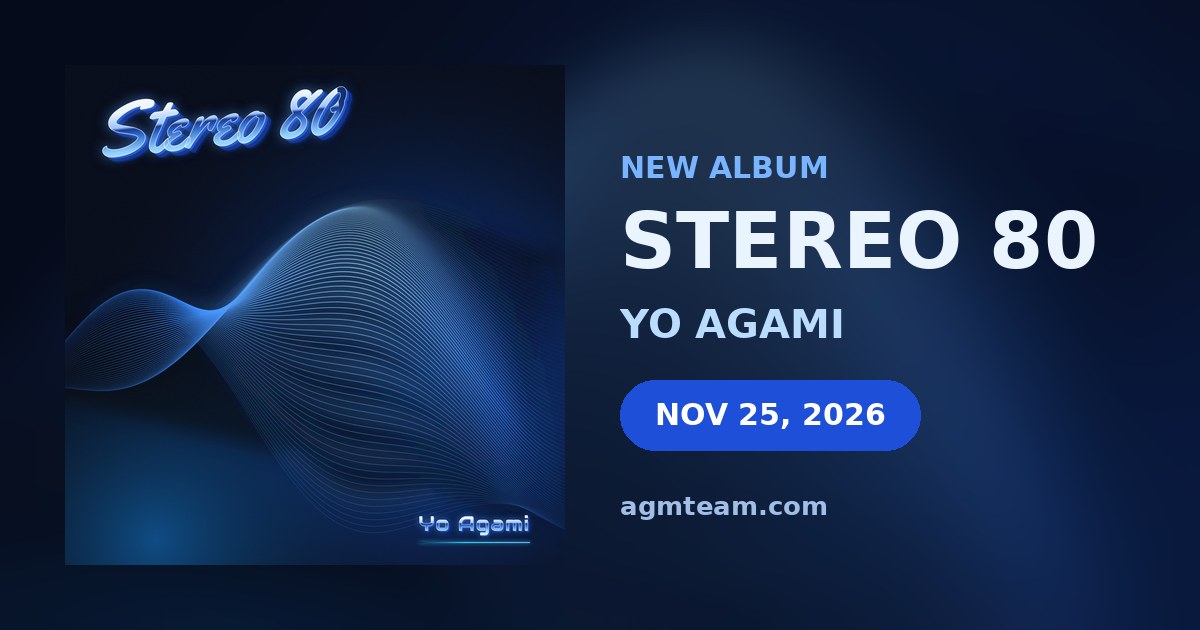 Stereo 80
Yo Agami
NEW ALBUM
STEREO 80
YO AGAMI
NOV 25, 2026
agmteam.com